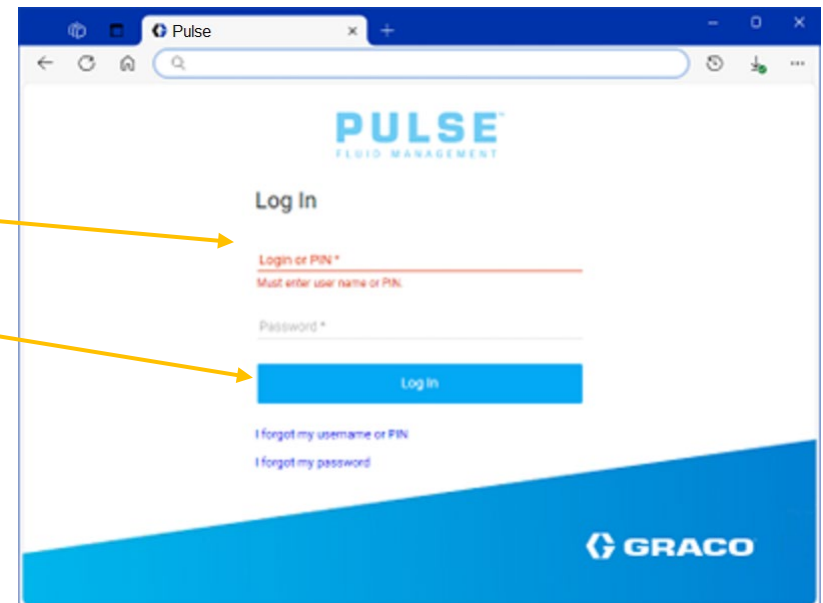 Pulse
PULSE™
FLUID MANAGEMENT
Log In
Login or PIN *
Must enter user name or PIN.
Password *
Log In
I forgot my username or PIN
I forgot my password
GRACO